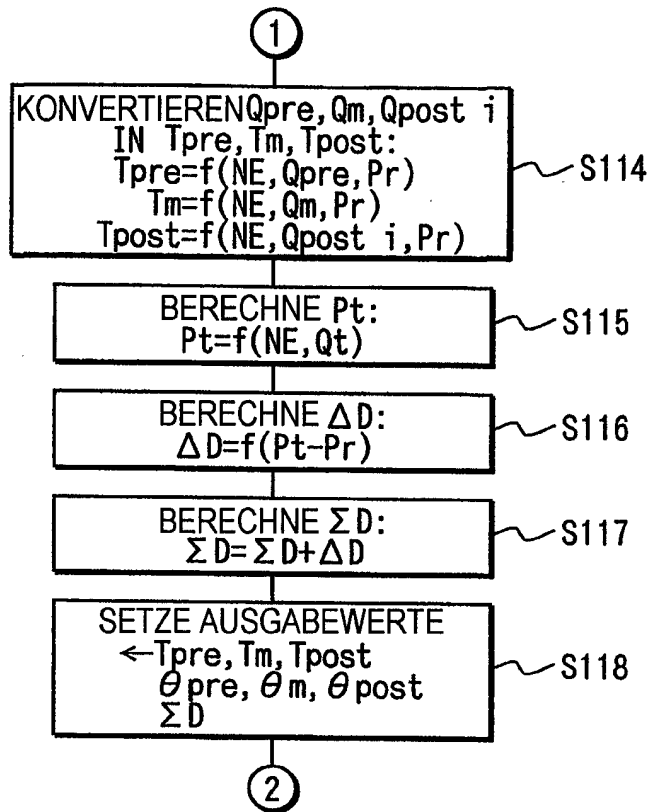 1
KONVERTIEREN Qpre, Qm, Qpost i
IN Tpre, Tm, Tpost:
Tpre=f(NE, Qpre, Pr)
Tm=f(NE, Qm, Pr)
Tpost=f(NE, Qpost i, Pr)
S114
BERECHNE Pt:
Pt=f(NE, Qt)
S115
BERECHNE ΔD:
ΔD=f(Pt-Pr)
S116
BERECHNE ΣD:
ΣD=ΣD+ΔD
S117
SETZE AUSGABEWERTE
←Tpre, Tm, Tpost
θpre, θm, θpost
ΣD
S118
2